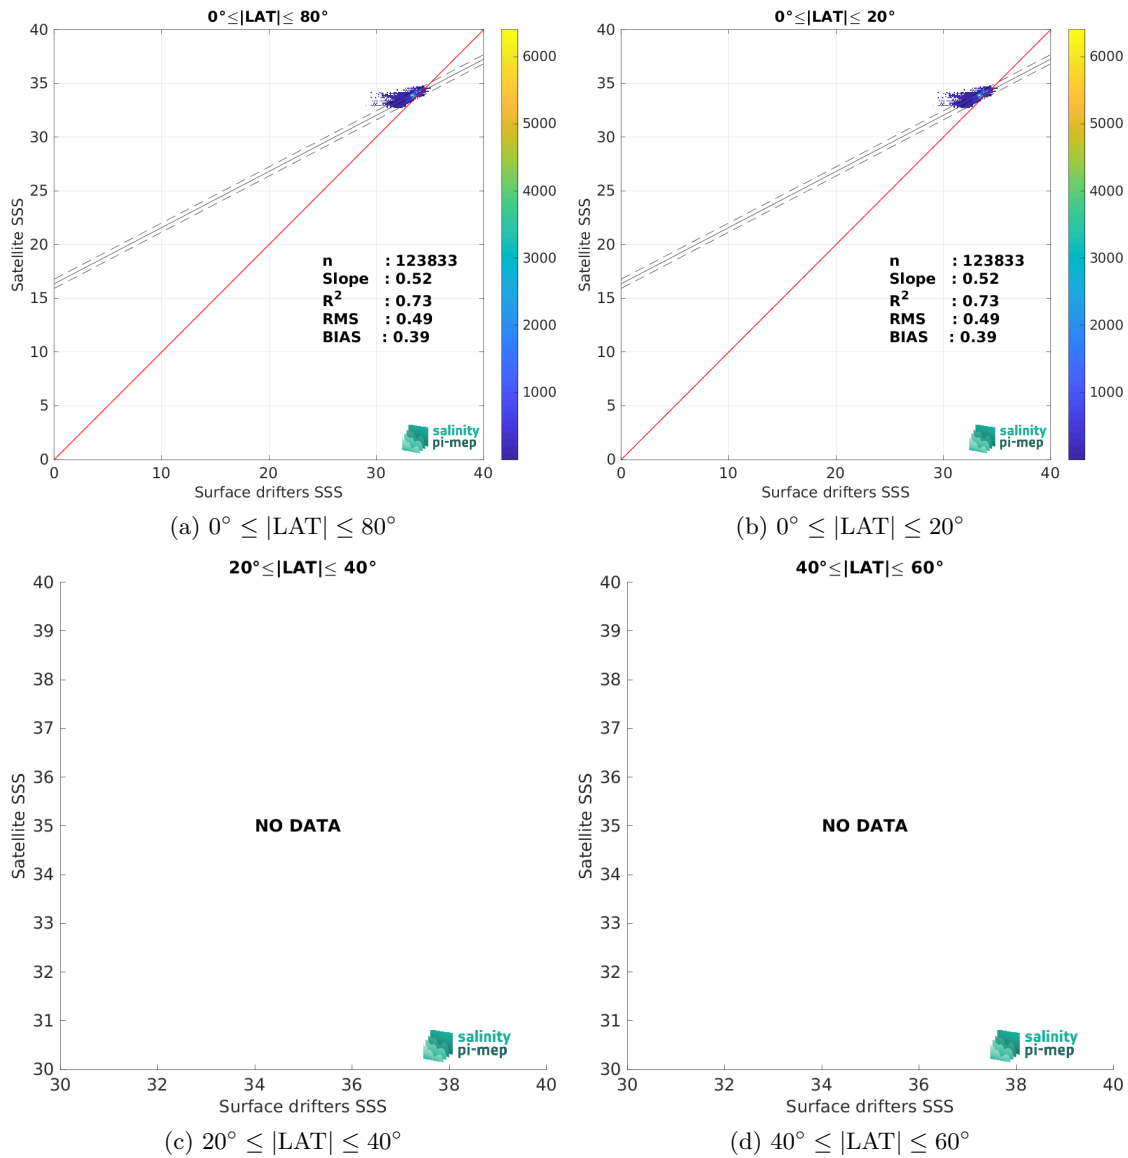 0°≤|LAT|≤ 80°
40
35
30
25
20
15
10
5
0
Satellite SSS
n : 123833
Slope : 0.52
R² : 0.73
RMS : 0.49
BIAS : 0.39
salinity
pi-mep
0 10 20 30 40
Surface drifters SSS
6000
5000
4000
3000
2000
1000
(a) 0° ≤ |LAT| ≤ 80°
0°≤|LAT|≤ 20°
40
35
30
25
20
15
10
5
0
Satellite SSS
n : 123833
Slope : 0.52
R² : 0.73
RMS : 0.49
BIAS : 0.39
salinity
pi-mep
0 10 20 30 40
Surface drifters SSS
6000
5000
4000
3000
2000
1000
(b) 0° ≤ |LAT| ≤ 20°
20°≤|LAT|≤ 40°
40
39
38
37
36
35
34
33
32
31
30
Satellite SSS
NO DATA
salinity
pi-mep
30 32 34 36 38 40
Surface drifters SSS
(c) 20° ≤ |LAT| ≤ 40°
40°≤|LAT|≤ 60°
40
39
38
37
36
35
34
33
32
31
30
Satellite SSS
NO DATA
salinity
pi-mep
30 32 34 36 38 40
Surface drifters SSS
(d) 40° ≤ |LAT| ≤ 60°